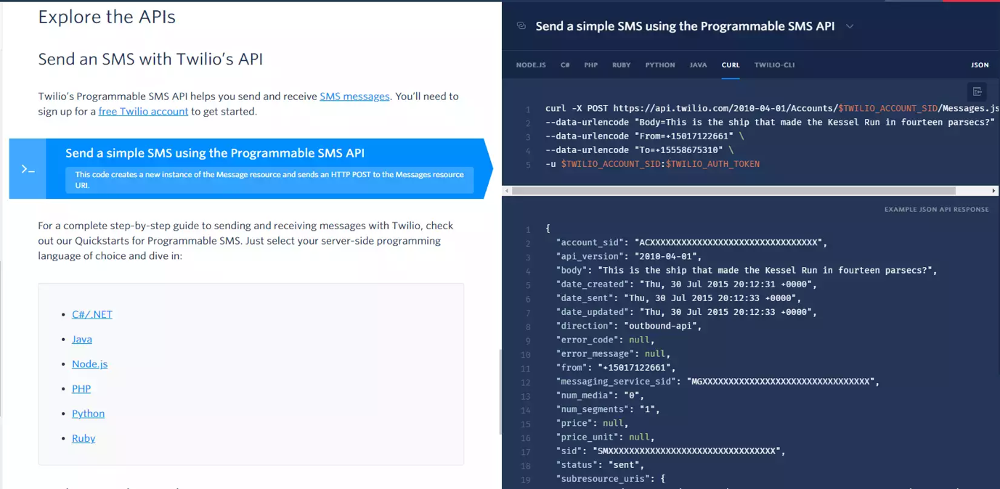 Explore the APIs
Send an SMS with Twilio’s API
Twilio’s Programmable SMS API helps you send and receive SMS messages. You’ll need to
sign up for a free Twilio account to get started.
>_
Send a simple SMS using the Programmable SMS API
This code creates a new instance of the Message resource and sends an HTTP POST to the Messages resource
URI.
For a complete step-by-step guide to sending and receiving messages with Twilio, check
out our Quickstarts for Programmable SMS. Just select your server-side programming
language of choice and dive in:
• C#/.NET
• Java
• Node.js
• PHP
• Python
• Ruby
Send a simple SMS using the Programmable SMS API
NODE.JS C# PHP RUBY PYTHON JAVA CURL TWILIO-CLI JSON
1 curl -X POST https://api.twilio.com/2010-04-01/Accounts/$TWILIO_ACCOUNT_SID/Messages.js
2 --data-urlencode "Body=This is the ship that made the Kessel Run in fourteen parsecs?"
3 --data-urlencode "From=+15017122661" \
4 --data-urlencode "To=+15558675310" \
5 -u $TWILIO_ACCOUNT_SID:$TWILIO_AUTH_TOKEN
EXAMPLE JSON API RESPONSE
1 {
2 "account_sid": "ACXXXXXXXXXXXXXXXXXXXXXXXXXXXXXXXX",
3 "api_version": "2010-04-01",
4 "body": "This is the ship that made the Kessel Run in fourteen parsecs?",
5 "date_created": "Thu, 30 Jul 2015 20:12:31 +0000",
6 "date_sent": "Thu, 30 Jul 2015 20:12:33 +0000",
7 "date_updated": "Thu, 30 Jul 2015 20:12:33 +0000",
8 "direction": "outbound-api",
9 "error_code": null,
10 "error_message": null,
11 "from": "+15017122661",
12 "messaging_service_sid": "MGXXXXXXXXXXXXXXXXXXXXXXXXXXXXXXXX",
13 "num_media": "0",
14 "num_segments": "1",
15 "price": null,
16 "price_unit": null,
17 "sid": "SMXXXXXXXXXXXXXXXXXXXXXXXXXXXXXXXX",
18 "status": "sent",
19 "subresource_uris": {